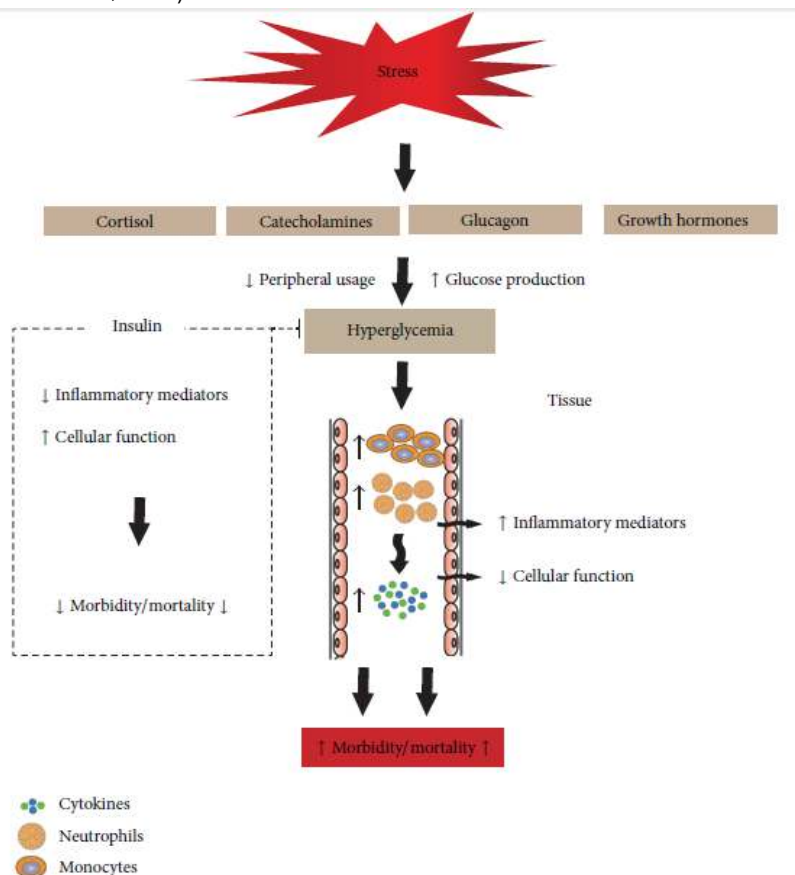 Stress
Cortisol
Catecholamines
Glucagon
Growth hormones
↓ Peripheral usage
↑ Glucose production
Insulin
Hyperglycemia
↓ Inflammatory mediators
↑ Cellular function
↓ Morbidity/mortality ↓
Tissue
↑ Inflammatory mediators
↓ Cellular function
↑ Morbidity/mortality ↑
Cytokines
Neutrophils
Monocytes